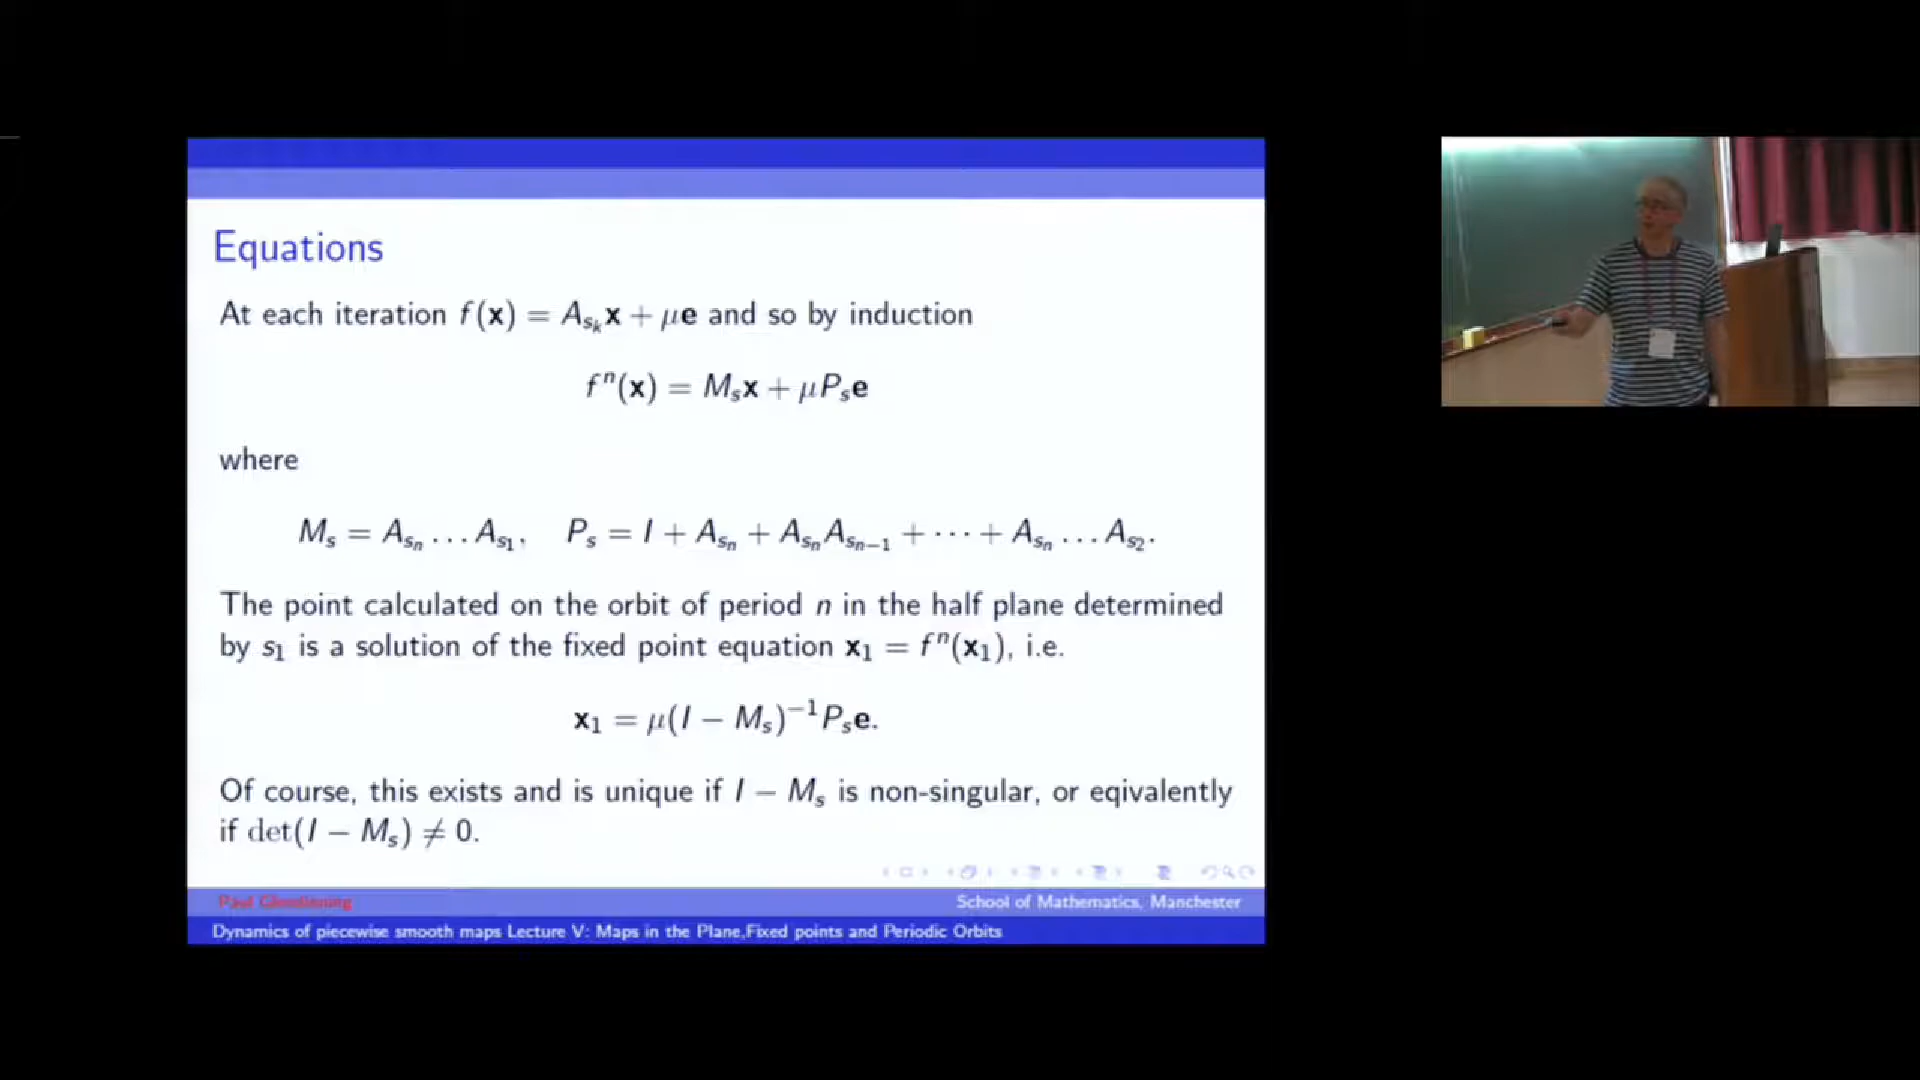 Equations
At each iteration f(x) = A_{s_k}x + μe and so by induction
f^n(x) = M_s x + μP_s e
where
M_s = A_{s_n} … A_{s_1},   P_s = I + A_{s_n} + A_{s_n}A_{s_{n−1}} + ⋯ + A_{s_n} … A_{s_2}.
The point calculated on the orbit of period n in the half plane determined
by s_1 is a solution of the fixed point equation x_1 = f^n(x_1), i.e.
x_1 = μ(I − M_s)^{−1}P_s e.
Of course, this exists and is unique if I − M_s is non-singular, or eqivalently
if det(I − M_s) ≠ 0.
Paul Glendinning
School of Mathematics, Manchester
Dynamics of piecewise smooth maps Lecture V: Maps in the Plane,Fixed points and Periodic Orbits